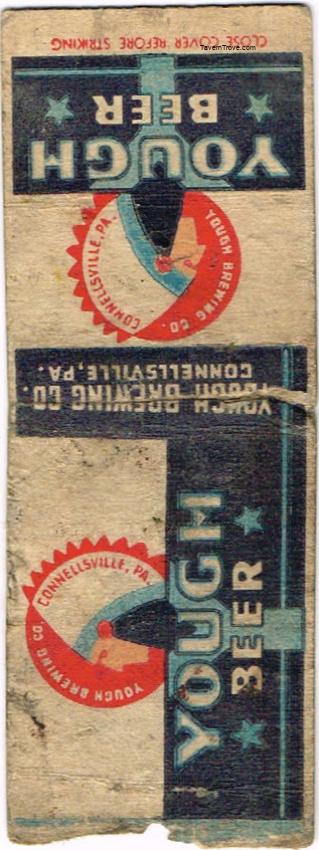 CLOSE COVER BEFORE STRIKING
TavernTrove.com
YOUGH
BEER
YOUGH BREWING CO.
CONNELLSVILLE, PA.
YOUGH BREWING CO.
CONNELLSVILLE, PA.
YOUGH
BEER
CONNELLSVILLE, PA.
YOUGH BREWING CO